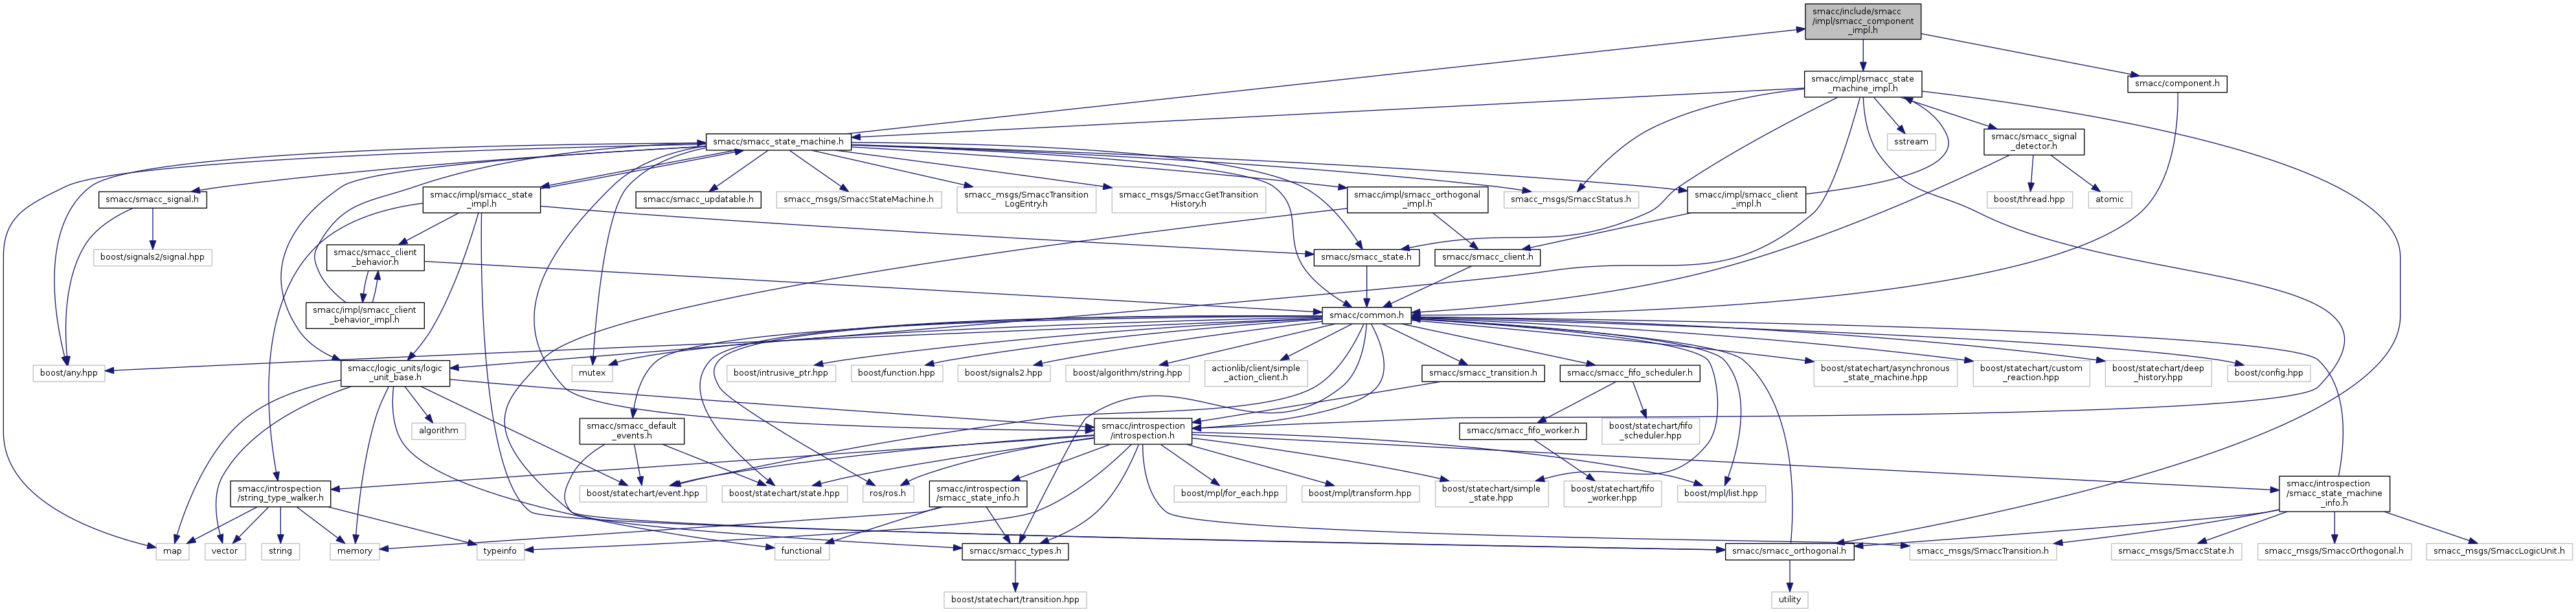 smacc/include/smacc
/impl/smacc_component
_impl.h
smacc/impl/smacc_state
_machine_impl.h
smacc/component.h
smacc/smacc_state_machine.h
sstream
smacc/smacc_signal
_detector.h
smacc/smacc_signal.h
smacc/impl/smacc_state
_impl.h
smacc/smacc_updatable.h
smacc_msgs/SmaccStateMachine.h
smacc_msgs/SmaccTransition
LogEntry.h
smacc_msgs/SmaccGetTransition
History.h
smacc/impl/smacc_orthogonal
_impl.h
smacc_msgs/SmaccStatus.h
smacc/impl/smacc_client
_impl.h
boost/thread.hpp
atomic
boost/signals2/signal.hpp
smacc/smacc_client
_behavior.h
smacc/smacc_state.h
smacc/smacc_client.h
smacc/impl/smacc_client
_behavior_impl.h
smacc/common.h
boost/any.hpp
smacc/logic_units/logic
_unit_base.h
mutex
boost/intrusive_ptr.hpp
boost/function.hpp
boost/signals2.hpp
boost/algorithm/string.hpp
actionlib/client/simple
_action_client.h
smacc/smacc_transition.h
smacc/smacc_fifo_scheduler.h
boost/statechart/asynchronous
_state_machine.hpp
boost/statechart/custom
_reaction.hpp
boost/statechart/deep
_history.hpp
boost/config.hpp
algorithm
smacc/smacc_default
_events.h
smacc/introspection
/introspection.h
smacc/smacc_fifo_worker.h
boost/statechart/fifo
_scheduler.hpp
smacc/introspection
/string_type_walker.h
boost/statechart/event.hpp
boost/statechart/state.hpp
ros/ros.h
smacc/introspection
/smacc_state_info.h
boost/mpl/for_each.hpp
boost/mpl/transform.hpp
boost/statechart/simple
_state.hpp
boost/statechart/fifo
_worker.hpp
boost/mpl/list.hpp
smacc/introspection
/smacc_state_machine
_info.h
map
vector
string
memory
typeinfo
functional
smacc/smacc_types.h
smacc/smacc_orthogonal.h
smacc_msgs/SmaccTransition.h
smacc_msgs/SmaccState.h
smacc_msgs/SmaccOrthogonal.h
smacc_msgs/SmaccLogicUnit.h
boost/statechart/transition.hpp
utility